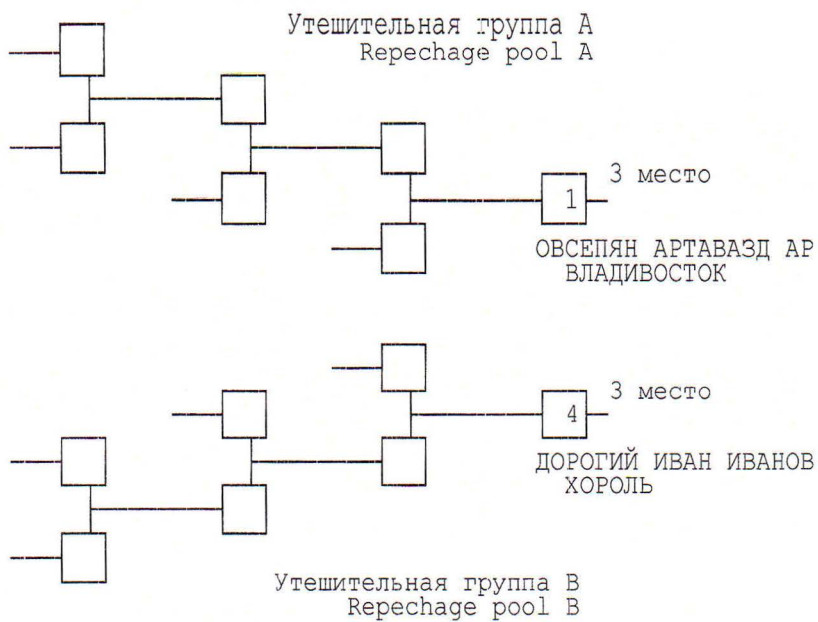 Утешительная группа А
Repechage pool A
3 место
1
ОВСЕПЯН АРТАВАЗД АР
ВЛАДИВОСТОК
3 место
4
ДОРОГИЙ ИВАН ИВАНОВ
ХОРОЛЬ
Утешительная группа В
Repechage pool B